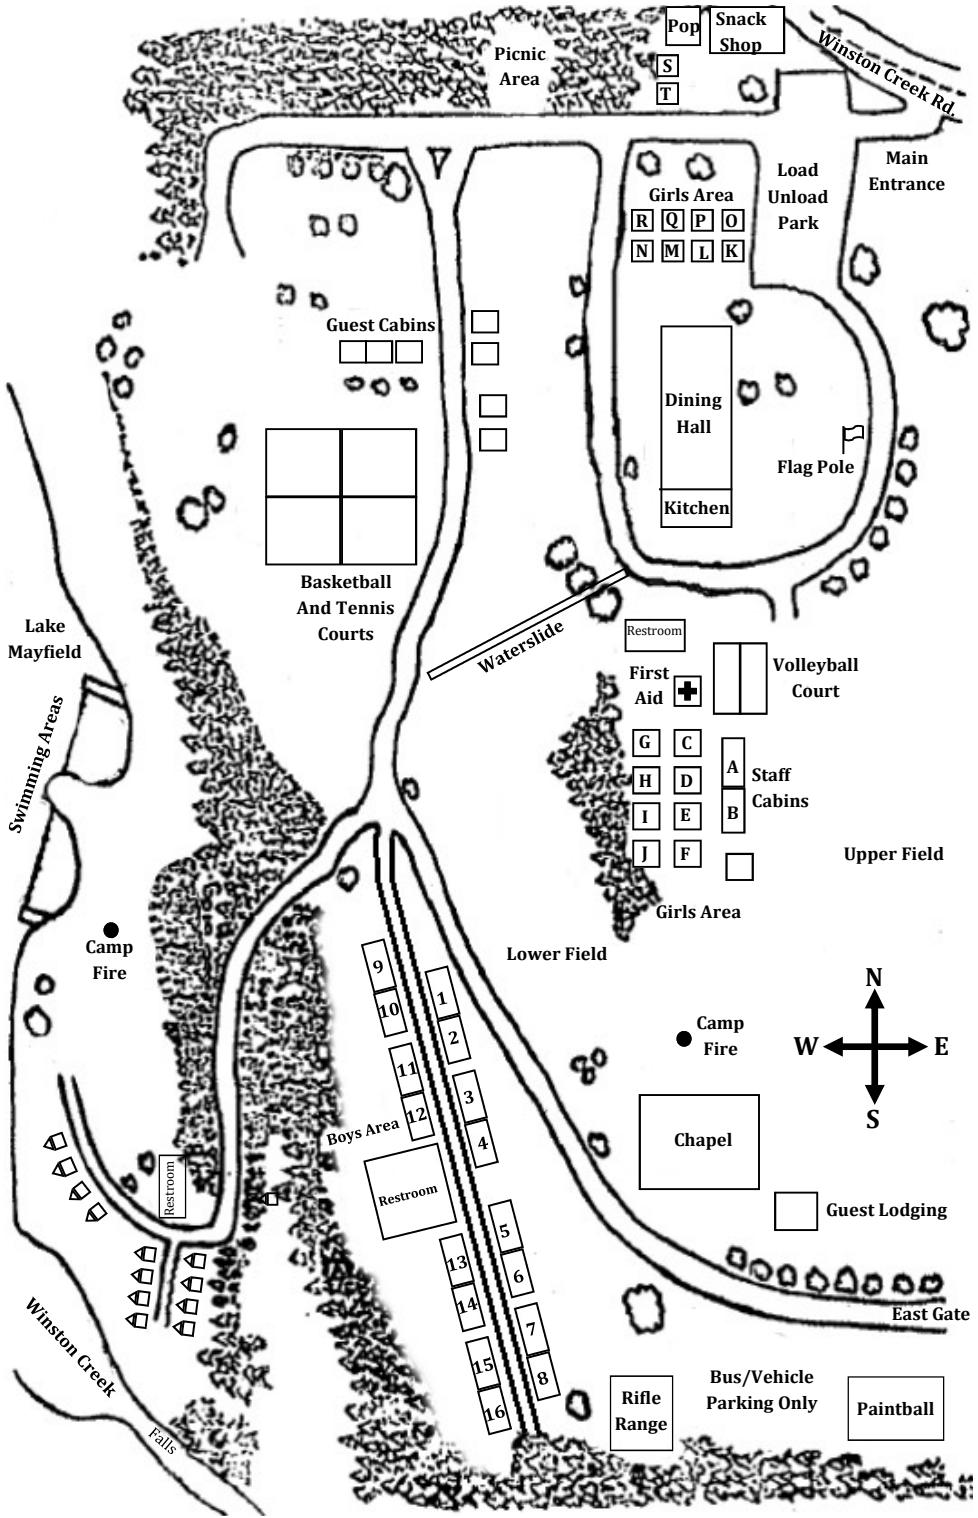 Pop
Snack
Shop
Winston Creek Rd.
Picnic
Area
S
T
Main
Entrance
Load
Unload
Park
Girls Area
R Q P O
N M L K
Guest Cabins
Dining
Hall
Flag Pole
Kitchen
Basketball
And Tennis
Courts
Waterslide
Lake
Mayfield
Restroom
First
Aid
Volleyball
Court
Swimming Areas
G C
H D
I E
J F
A
B
Staff
Cabins
Upper Field
Girls Area
Camp
Fire
Lower Field
9
10
11
12
1
2
3
4
Camp
Fire
N
W E
S
Boys Area
Chapel
Restroom
Restroom
Guest Lodging
5
6
7
8
13
14
15
16
East Gate
Winston Creek
Falls
Rifle
Range
Bus/Vehicle
Parking Only
Paintball